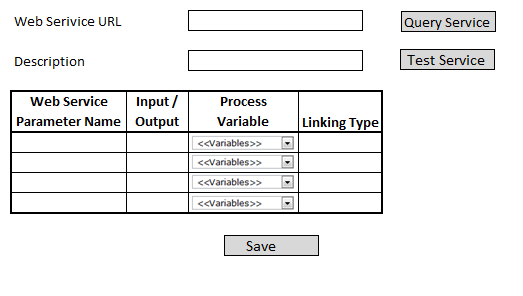 Web Serivice URL Query Service
Description Test Service
Web Service Input / Process
Parameter Name Output Variable Linking Type
<<Variables>>
<<Variables>>
<<Variables>>
<<Variables>>
Save